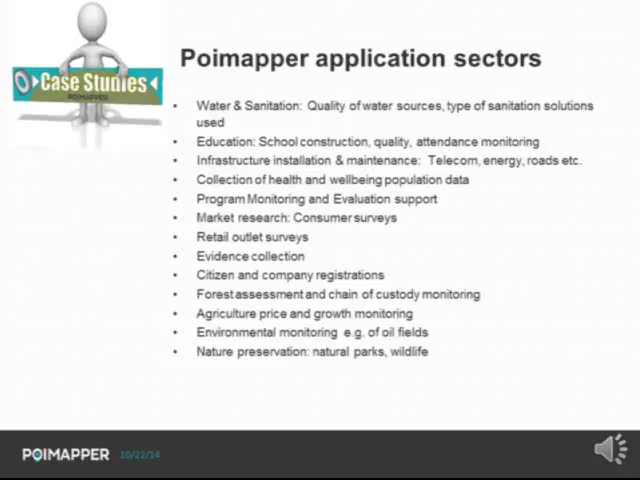 Case Studies
POIMAPPER
Poimapper application sectors
• Water & Sanitation: Quality of water sources, type of sanitation solutions
used
• Education: School construction, quality, attendance monitoring
• Infrastructure installation & maintenance: Telecom, energy, roads etc.
• Collection of health and wellbeing population data
• Program Monitoring and Evaluation support
• Market research: Consumer surveys
• Retail outlet surveys
• Evidence collection
• Citizen and company registrations
• Forest assessment and chain of custody monitoring
• Agriculture price and growth monitoring
• Environmental monitoring e.g. of oil fields
• Nature preservation: natural parks, wildlife
POIMAPPER 10/22/14